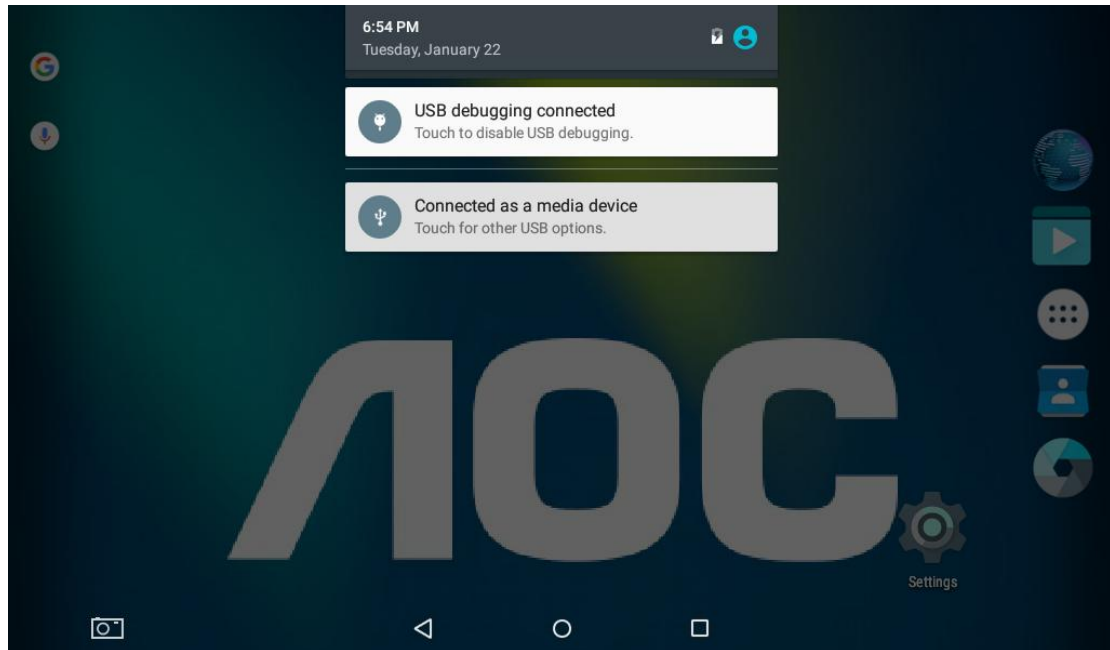 6:54 PM
Tuesday, January 22
USB debugging connected
Touch to disable USB debugging.
Connected as a media device
Touch for other USB options.
AOC
Settings